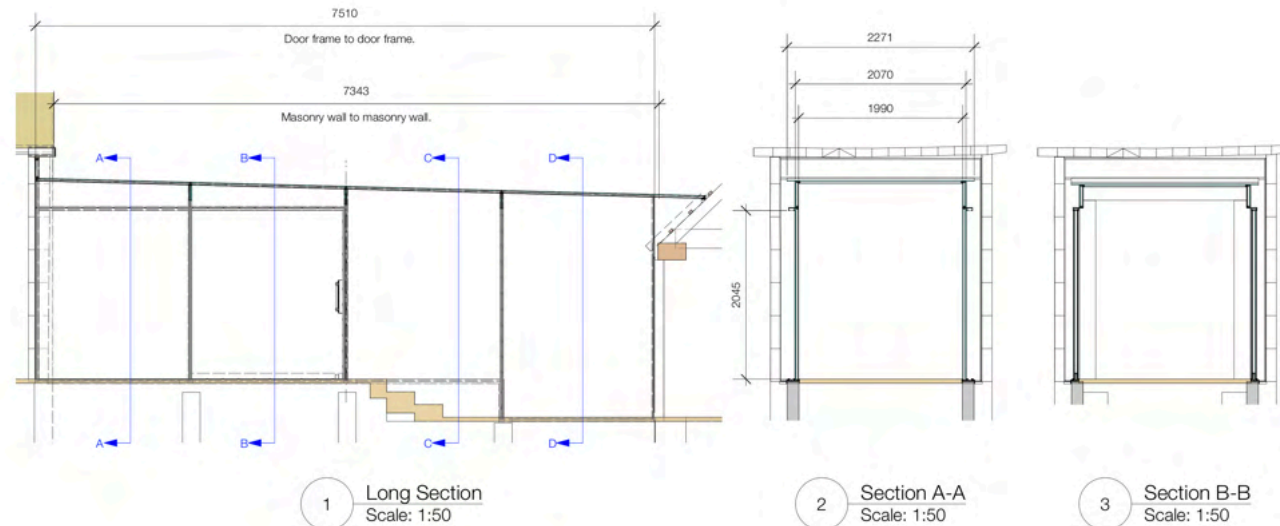 7510
Door frame to door frame.
7343
Masonry wall to masonry wall.
A
B
C
D
A
B
C
D
1
Long Section
Scale: 1:50
2271
2070
1990
2045
2
Section A-A
Scale: 1:50
3
Section B-B
Scale: 1:50